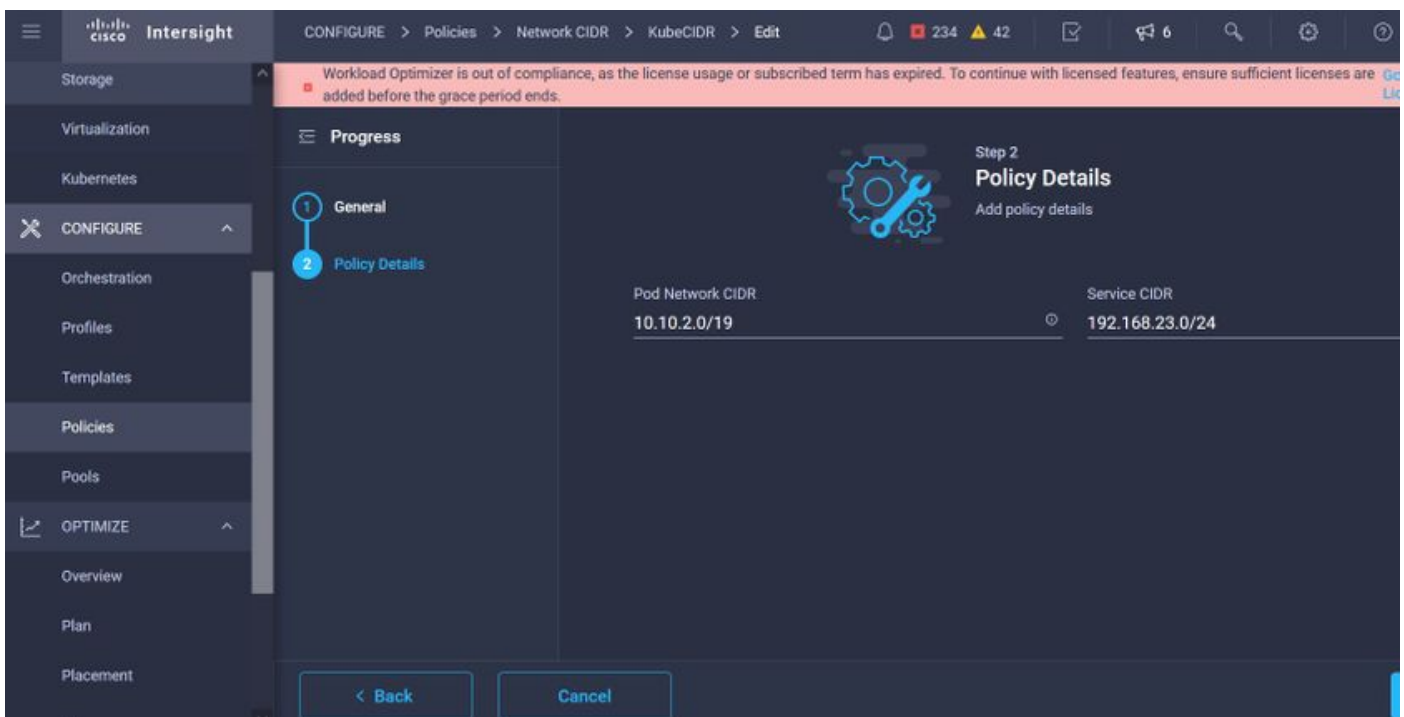 cisco Intersight
CONFIGURE > Policies > Network CIDR > KubeCIDR > Edit
234 42 6
Workload Optimizer is out of compliance, as the license usage or subscribed term has expired. To continue with licensed features, ensure sufficient licenses are
added before the grace period ends.
Storage
Virtualization
Kubernetes
CONFIGURE
Orchestration
Profiles
Templates
Policies
Pools
OPTIMIZE
Overview
Plan
Placement
Progress
1 General
2 Policy Details
Step 2
Policy Details
Add policy details
Pod Network CIDR
10.10.2.0/19
Service CIDR
192.168.23.0/24
< Back
Cancel